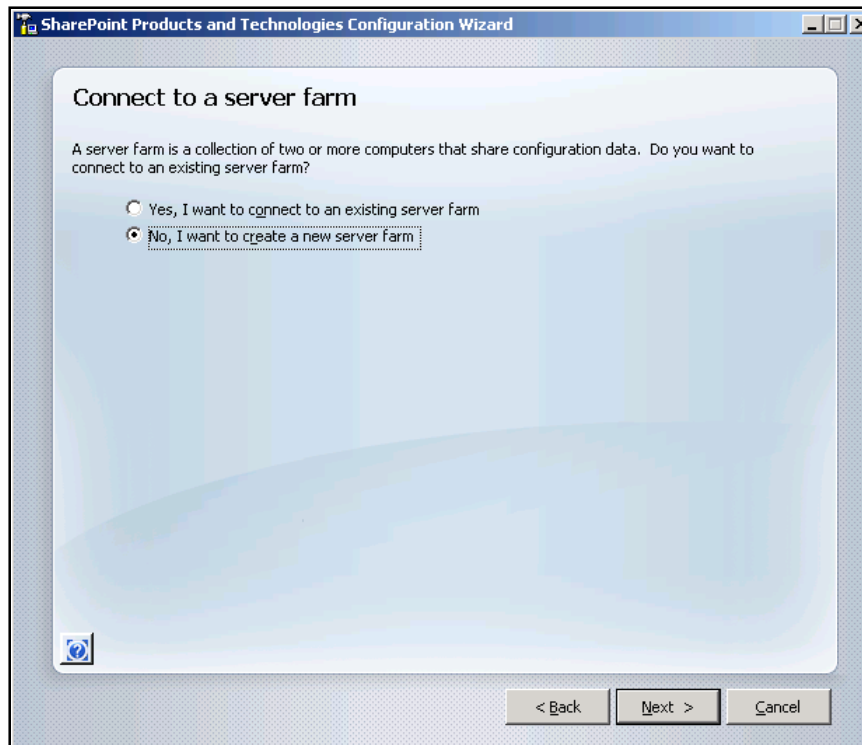 SharePoint Products and Technologies Configuration Wizard
Connect to a server farm
A server farm is a collection of two or more computers that share configuration data. Do you want to
connect to an existing server farm?
Yes, I want to connect to an existing server farm
No, I want to create a new server farm
< Back
Next >
Cancel